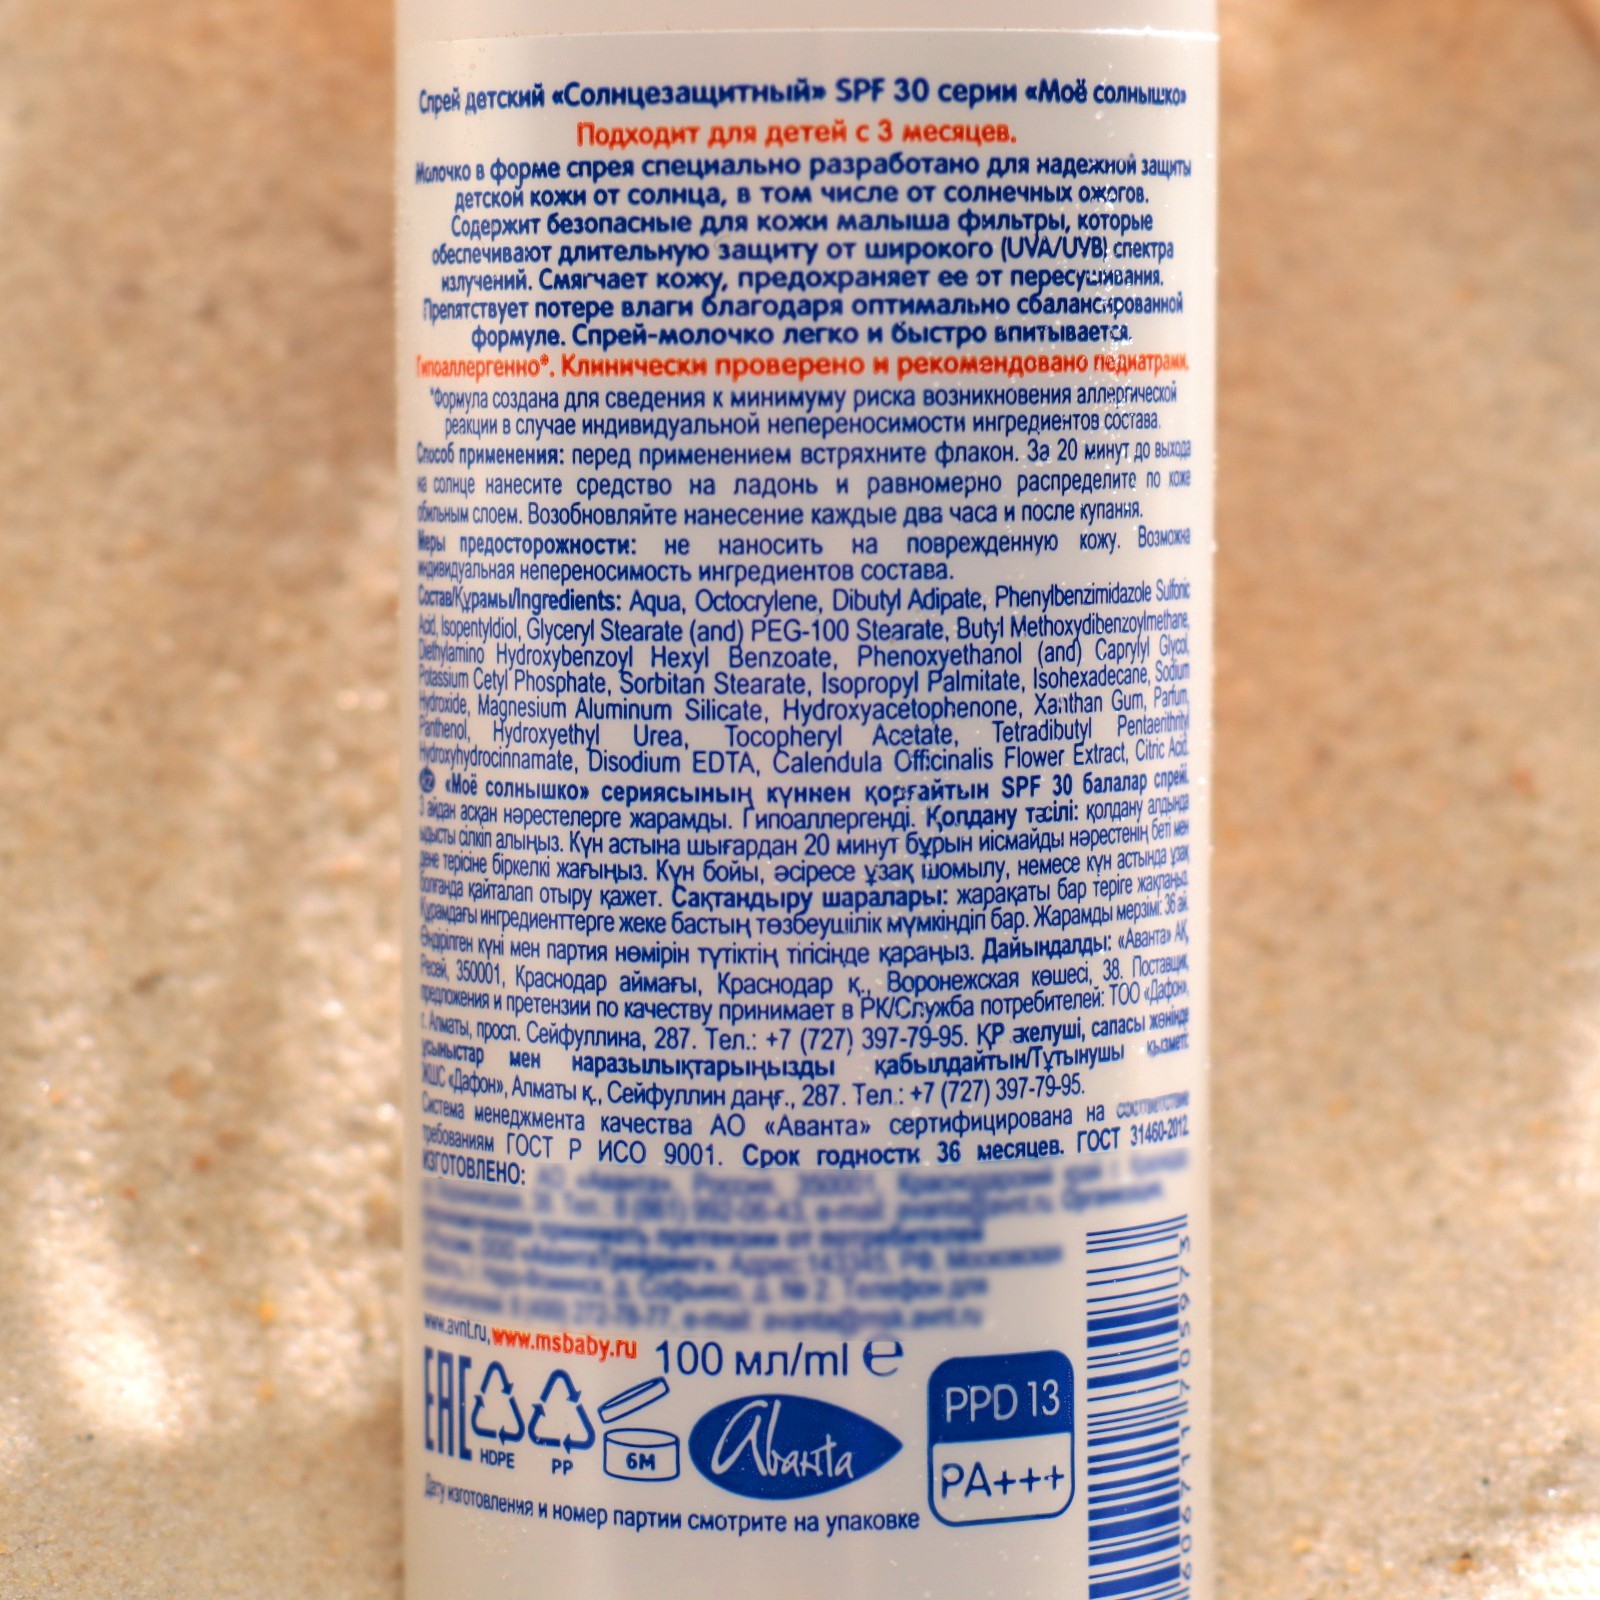 Спрей детский «Солнцезащитный» SPF 30 серии «Моё солнышко»
Подходит для детей с 3 месяцев.
Молочко в форме спрея специально разработано для надежной защиты
детской кожи от солнца, в том числе от солнечных ожогов.
Содержит безопасные для кожи малыша фильтры, которые
обеспечивают длительную защиту от широкого (UVA/UVB) спектра
излучений. Смягчает кожу, предохраняет ее от пересушивания.
Препятствует потере влаги благодаря оптимально сбалансированной
формуле. Спрей-молочко легко и быстро впитывается.
Гипоаллергенно*. Клинически проверено и рекомендовано педиатрами.
*Формула создана для сведения к минимуму риска возникновения аллергической
реакции в случае индивидуальной непереносимости ингредиентов состава.
Способ применения: перед применением встряхните флакон. За 20 минут до выхода
на солнце нанесите средство на ладонь и равномерно распределите по коже
обильным слоем. Возобновляйте нанесение каждые два часа и после купания.
Меры предосторожности: не наносить на поврежденную кожу. Возможна
индивидуальная непереносимость ингредиентов состава.
Состав/Құрамы/Ingredients: Aqua, Octocrylene, Dibutyl Adipate, Phenylbenzimidazole Sulfonic
Acid, Isopentyldiol, Glyceryl Stearate (and) PEG-100 Stearate, Butyl Methoxydibenzoylmethane,
Diethylamino Hydroxybenzoyl Hexyl Benzoate, Phenoxyethanol (and) Caprylyl Glycol,
Potassium Cetyl Phosphate, Sorbitan Stearate, Isopropyl Palmitate, Isohexadecane, Sodium
Hydroxide, Magnesium Aluminum Silicate, Hydroxyacetophenone, Xanthan Gum, Parfum,
Panthenol, Hydroxyethyl Urea, Tocopheryl Acetate, Tetradibutyl Pentaerithrityl
Hydroxyhydrocinnamate, Disodium EDTA, Calendula Officinalis Flower Extract, Citric Acid.
«Моё солнышко» сериясының күннен қорғайтын SPF 30 балалар спрейі.
3 айдан асқан нәрестелерге жарамды. Гипоаллергенді. Қолдану тәсілі: қолдану алдында
ыдысты сілкіп алыңыз. Күн астына шығардан 20 минут бұрын иісмайды нәрестенің беті мен
дене терісіне біркелкі жағыңыз. Күн бойы, әсіресе ұзақ шомылу, немесе күн астында ұзақ
болғанда қайталап отыру қажет. Сақтандыру шаралары: жарақаты бар теріге жақпаңыз.
Құрамдағы ингредиенттерге жеке бастың төзбеушілік мүмкіндігі бар. Жарамды мерзімі: 36 ай.
Өндірілген күні мен партия нөмірін түтіктің тігісінде қараңыз. Дайындалды: «Аванта» АҚ,
Ресей, 350001, Краснодар аймағы, Краснодар қ., Воронежская көшесі, 38. Поставщик,
предложения и претензии по качеству принимает в РК/Служба потребителей: ТОО «Дафон»,
г. Алматы, просп. Сейфуллина, 287. Тел.: +7 (727) 397-79-95. ҚР әкелуші, сапасы жөнінде
ұсыныстар мен наразылықтарыңызды қабылдайтын/Тұтынушы қызметі:
ЖШС «Дафон», Алматы қ., Сейфуллин даңғ., 287. Тел.: +7 (727) 397-79-95.
Система менеджмента качества АО «Аванта» сертифицирована на соответствие
требованиям ГОСТ Р ИСО 9001. Срок годности 36 месяцев. ГОСТ 31460-2012.
ИЗГОТОВЛЕНО:
www.avnt.ru, www.msbaby.ru
100 мл/ml ℮
EAC
HDPE
PP
6M
Аванта
PPD 13
PA+++
Дату изготовления и номер партии смотрите на упаковке